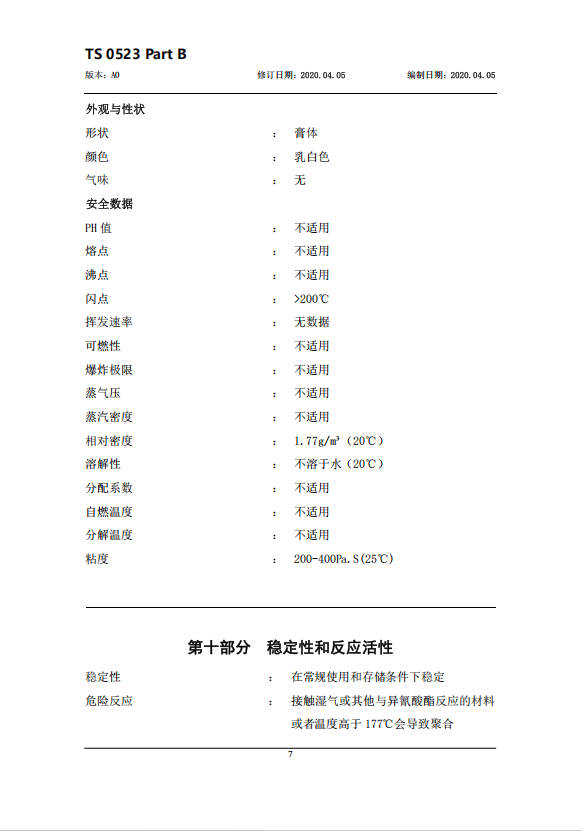 TS 0523 Part B
版本：A0 修订日期：2020.04.05 编制日期：2020.04.05
外观与性状
形状 ： 膏体
颜色 ： 乳白色
气味 ： 无
安全数据
PH 值 ： 不适用
熔点 ： 不适用
沸点 ： 不适用
闪点 ： >200℃
挥发速率 ： 无数据
可燃性 ： 不适用
爆炸极限 ： 不适用
蒸气压 ： 不适用
蒸汽密度 ： 不适用
相对密度 ： 1.77g/m³（20℃）
溶解性 ： 不溶于水（20℃）
分配系数 ： 不适用
自燃温度 ： 不适用
分解温度 ： 不适用
粘度 ： 200-400Pa.S(25℃)
第十部分 稳定性和反应活性
稳定性 ： 在常规使用和存储条件下稳定
危险反应 ： 接触湿气或其他与异氰酸酯反应的材料
或者温度高于 177℃会导致聚合
7